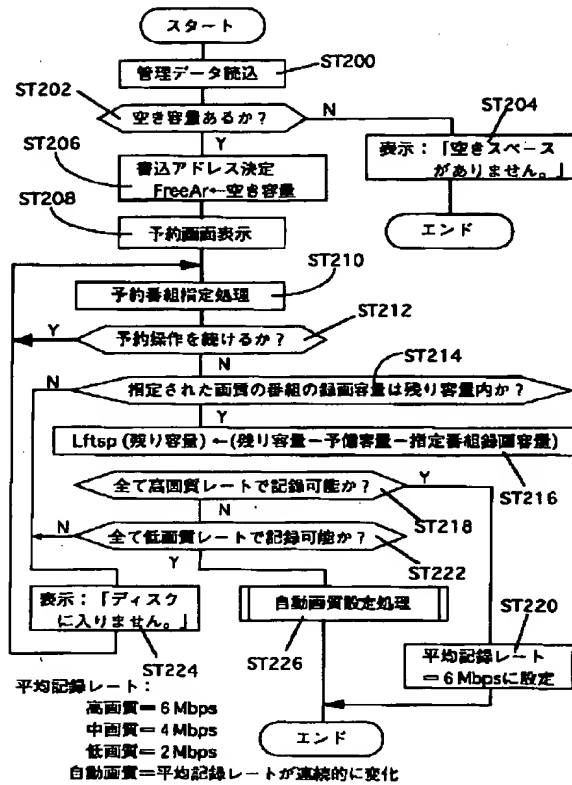 スタート
ST200
管理データ読込
ST202
空き容量あるか？
N
ST204
Y
表示：「空きスペース
がありません。」
ST206
書込アドレス決定
FreeAr←空き容量
ST208
予約画面表示
エンド
ST210
予約番組指定処理
ST212
Y
予約操作を続けるか？
N
ST214
N
指定された画質の番組の録画容量は残り容量内か？
Y
Lftsp（残り容量）←（残り容量－予備容量－指定番組録画容量）
ST216
全て高画質レートで記録可能か？
Y
N
ST218
N
全て低画質レートで記録可能か？
Y
ST222
表示：「ディスク
に入りません。」
自動画質設定処理
ST220
ST224
ST226
平均記録レート
＝6Mbpsに設定
平均記録レート：
高画質＝6Mbps
中画質＝4Mbps
低画質＝2Mbps
エンド
自動画質＝平均記録レートが連続的に変化